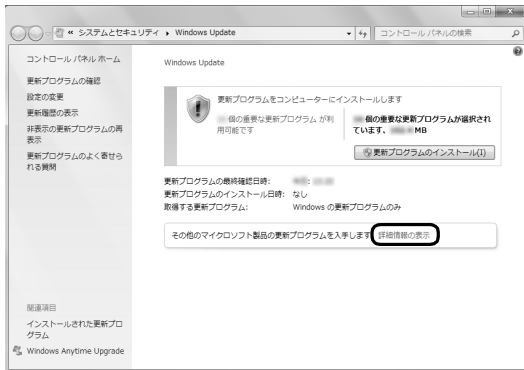 « システムとセキュリティ ▸ Windows Update
コントロール パネルの検索
コントロール パネル ホーム
更新プログラムの確認
設定の変更
更新履歴の表示
非表示の更新プログラムの再
表示
更新プログラムのよく寄せら
れる質問
関連項目
インストールされた更新プロ
グラム
Windows Anytime Upgrade
Windows Update
更新プログラムをコンピューターにインストールします
個の重要な更新プログラム が利
用可能です
個の重要な更新プログラムが選択され
ています、 MB
更新プログラムのインストール(I)
更新プログラムの最終確認日時:
更新プログラムのインストール日時: なし
取得する更新プログラム: Windows の更新プログラムのみ
その他のマイクロソフト製品の更新プログラムを入手します 詳細情報の表示